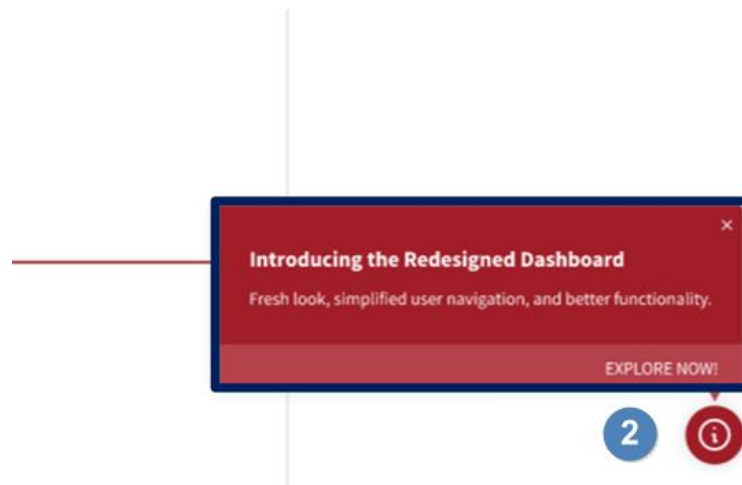 ×
Introducing the Redesigned Dashboard
Fresh look, simplified user navigation, and better functionality.
EXPLORE NOW!
2
i